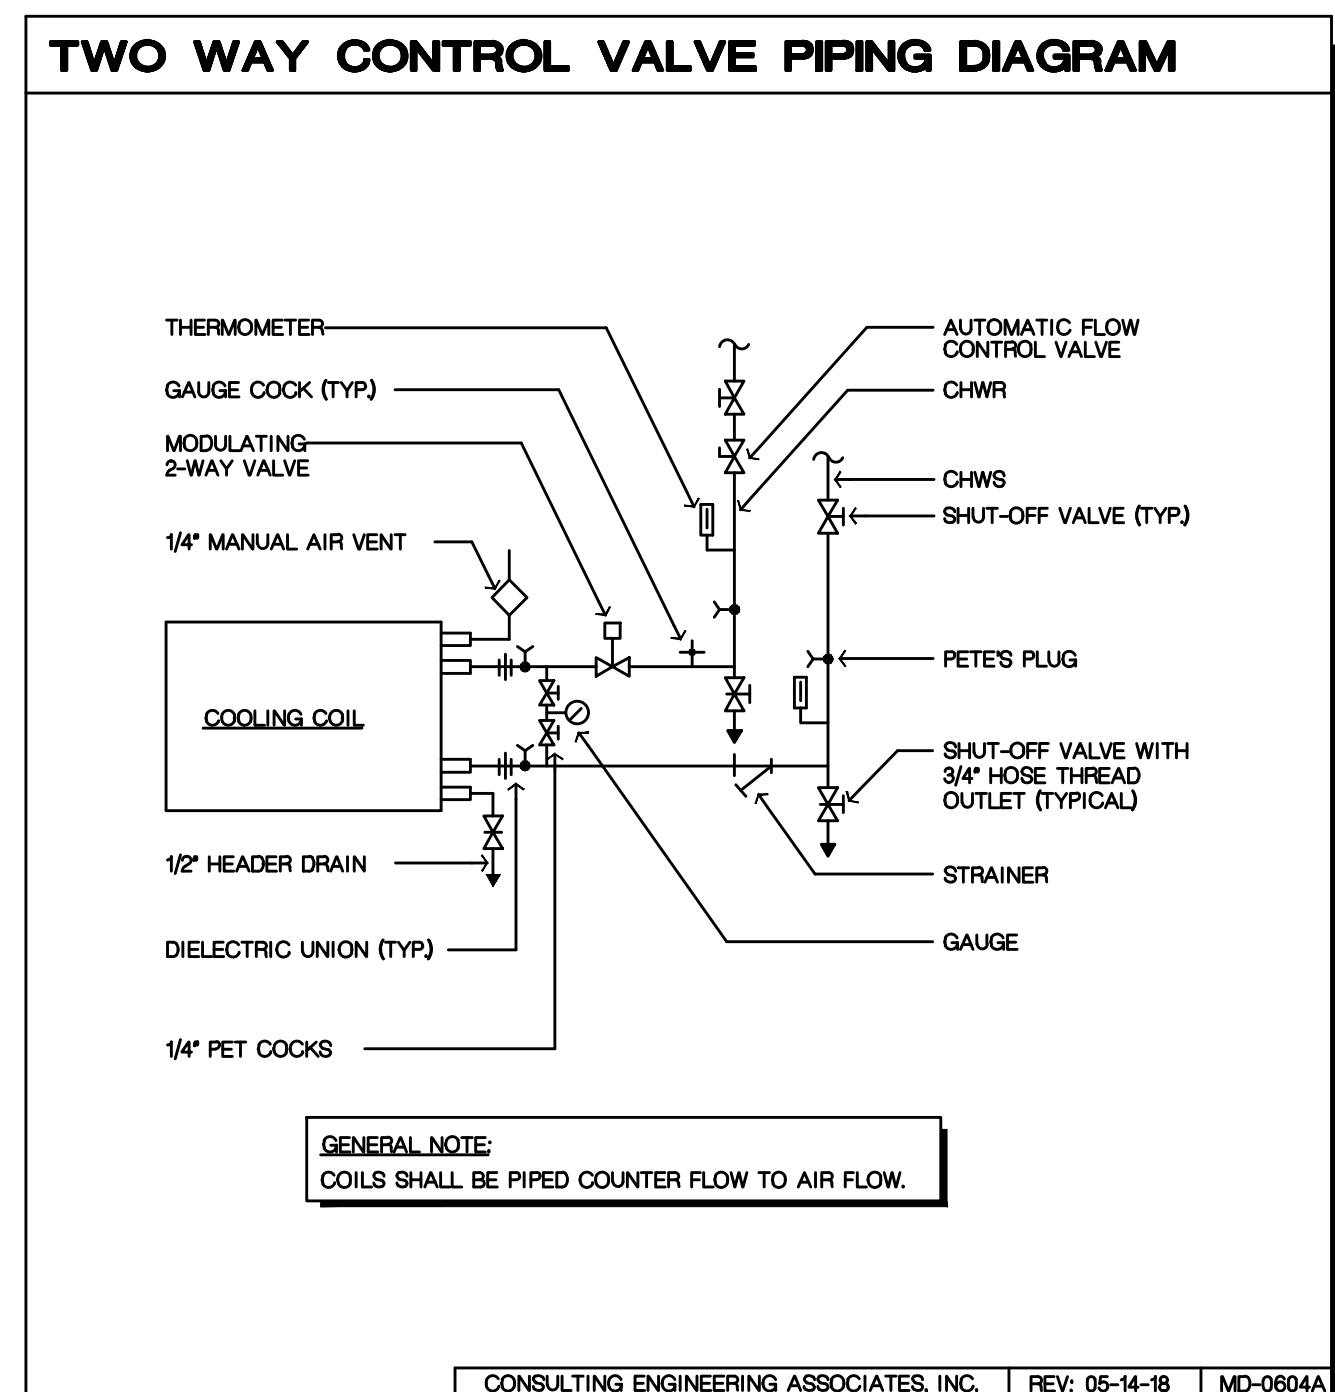 TWO WAY CONTROL VALVE PIPING DIAGRAM
THERMOMETER
GAUGE COCK (TYP.)
MODULATING
2-WAY VALVE
1/4" MANUAL AIR VENT
AUTOMATIC FLOW
CONTROL VALVE
CHWR
CHWS
SHUT-OFF VALVE (TYP.)
PETE'S PLUG
COOLING COIL
SHUT-OFF VALVE WITH
3/4" HOSE THREAD
OUTLET (TYPICAL)
1/2" HEADER DRAIN
STRAINER
DIELECTRIC UNION (TYP.)
GAUGE
1/4" PET COCKS
GENERAL NOTE:
COILS SHALL BE PIPED COUNTER FLOW TO AIR FLOW.
CONSULTING ENGINEERING ASSOCIATES, INC.
REV: 05-14-18
MD-0604A